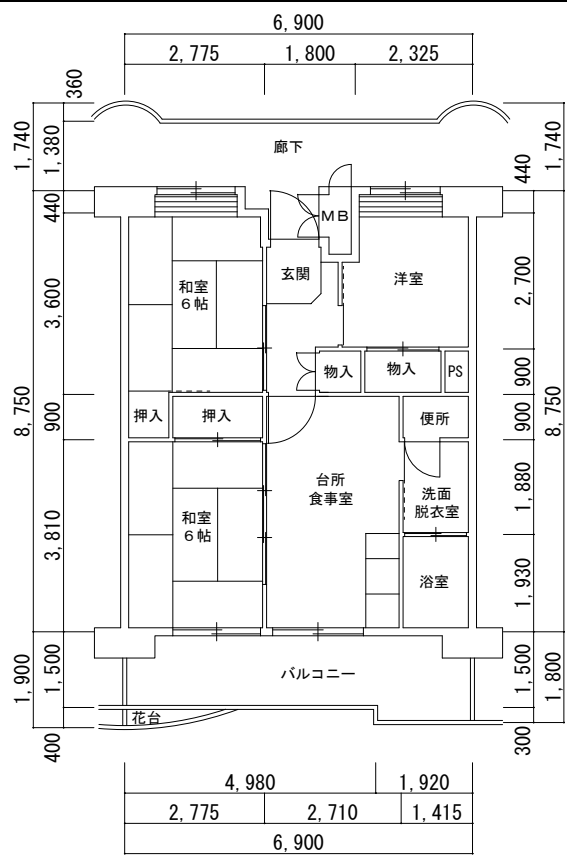 6,900
2,775
1,800
2,325
360
1,740
1,380
廊下
440
1,740
440
MB
玄関
洋室
和室
6帖
3,600
2,700
物入
物入
PS
900
8,750
8,750
押入
押入
便所
900
900
台所
食事室
洗面
脱衣室
1,880
和室
6帖
3,810
浴室
1,930
バルコニー
1,900
1,500
1,500
1,800
花台
400
300
4,980
1,920
2,775
2,710
1,415
6,900